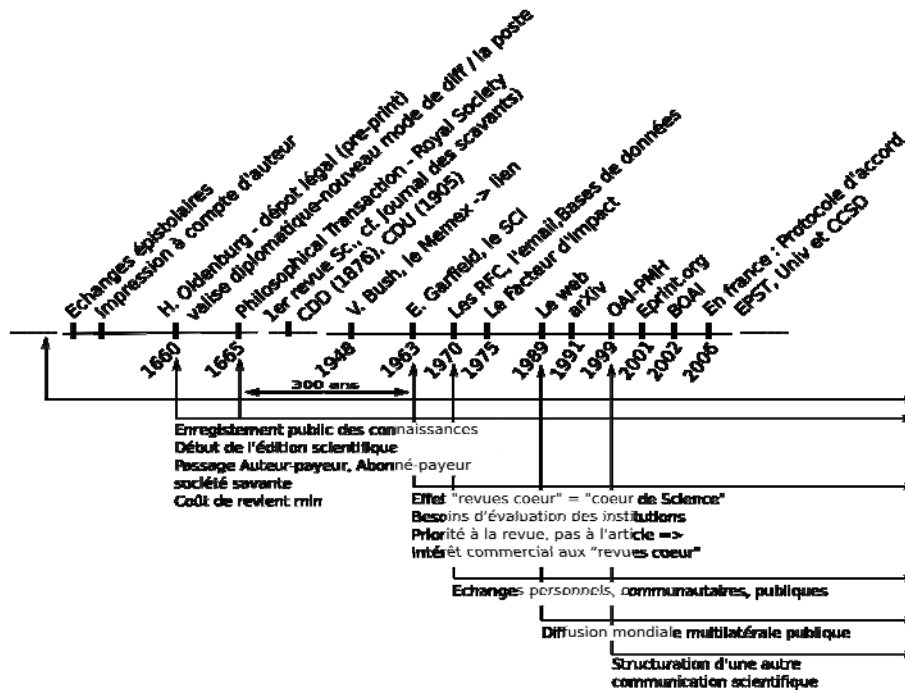 Echanges épistolaires
Impression à compte d'auteur
H. Oldenburg - dépot légal (pre-print)
valise diplomatique-nouveau mode de diff / la poste
Philosophical Transaction - Royal Society
1er revue Sc., cf. Journal des scavants)
CDD (1876), CDU (1905)
V. Bush, le Memex -> lien
E. Garfield, le SCI
Les RFC, l'email,Bases de données
Le Facteur d'Impact
Le web
arXiv
OAI-PMH
Eprint.org
BOAI
En france : Protocole d'accord
EPST, Univ et CCSD
1660
1665
1948
1963
1970
1975
1989
1991
1999
2001
2002
2006
300 ans
Enregistement public des connaissances
Début de l'édition scientifique
Passage Auteur-payeur, Abonné-payeur
société savante
Coût de revient min
Effet "revues coeur" = "coeur de Science"
Besoins d'évaluation des institutions
Priorité à la revue, pas à l'article =>
Intérêt commercial aux "revues coeur"
Echanges personnels, communautaires, publiques
Diffusion mondiale multilatérale publique
Structuration d'une autre
communication scientifique